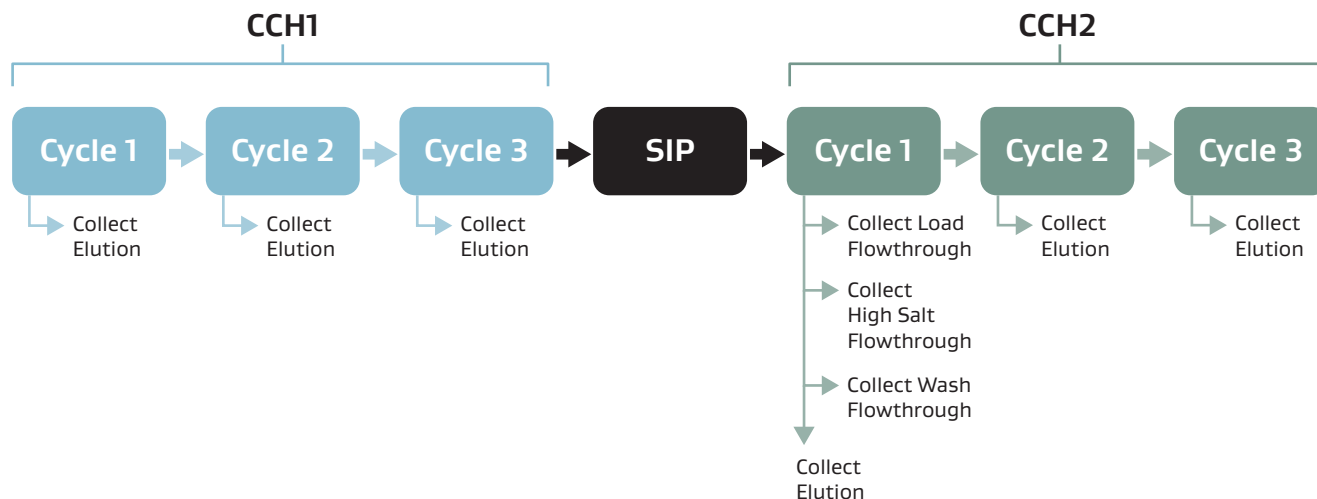 CCH1
CCH2
Cycle 1
Cycle 2
Cycle 3
SIP
Cycle 1
Cycle 2
Cycle 3
Collect
Elution
Collect
Elution
Collect
Elution
Collect Load
Flowthrough
Collect
High Salt
Flowthrough
Collect Wash
Flowthrough
Collect
Elution
Collect
Elution
Collect
Elution